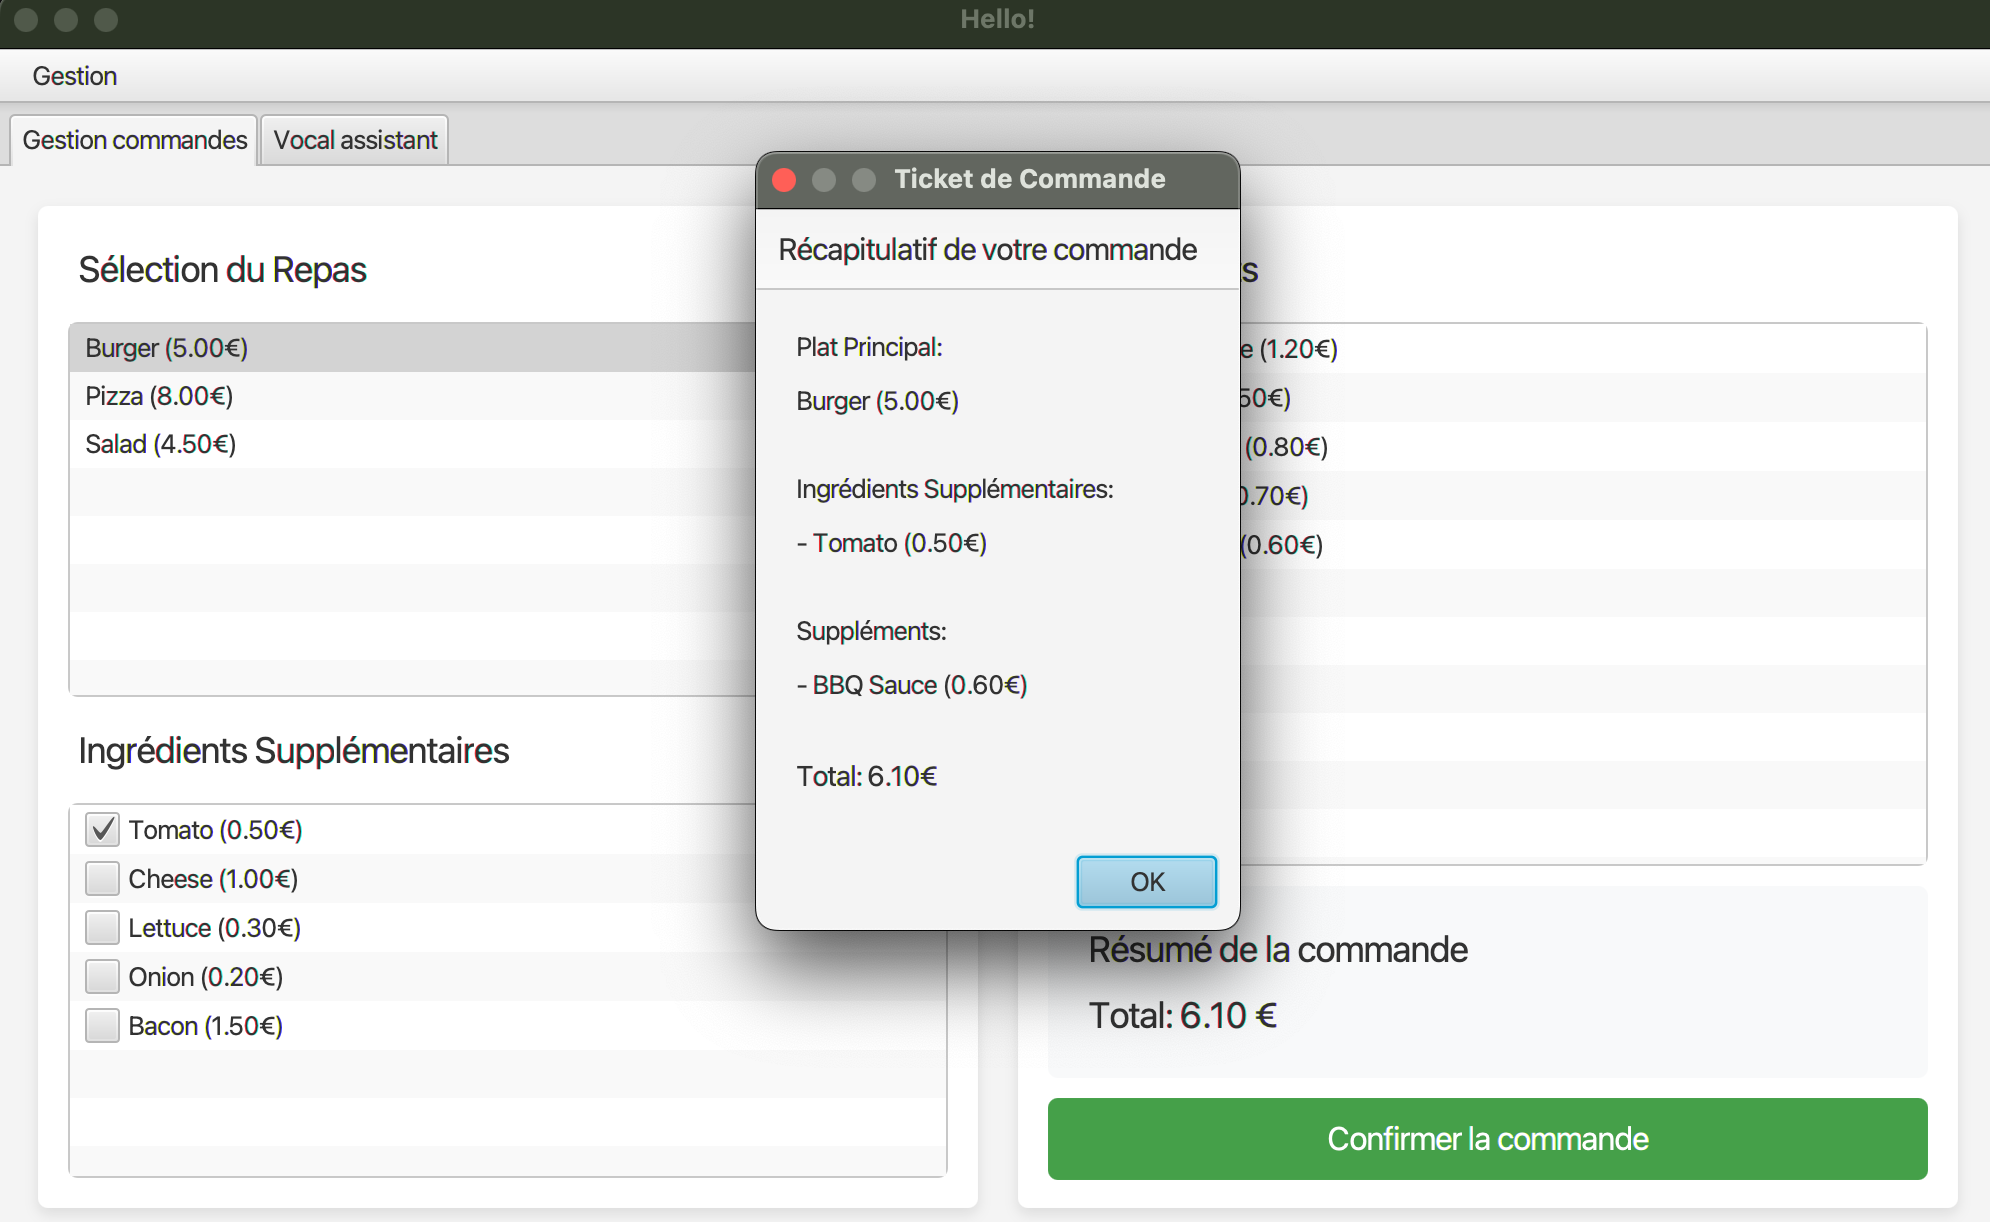 Hello!
Gestion
Gestion commandes
Vocal assistant
Sélection du Repas
Burger (5.00€)
Pizza (8.00€)
Salad (4.50€)
Ingrédients Supplémentaires
Tomato (0.50€)
Cheese (1.00€)
Lettuce (0.30€)
Onion (0.20€)
Bacon (1.50€)
Ticket de Commande
Récapitulatif de votre commande
Plat Principal:
Burger (5.00€)
Ingrédients Supplémentaires:
- Tomato (0.50€)
Suppléments:
- BBQ Sauce (0.60€)
Total: 6.10€
OK
(1.20€)
(0.80€)
(0.60€)
Résumé de la commande
Total: 6.10 €
Confirmer la commande